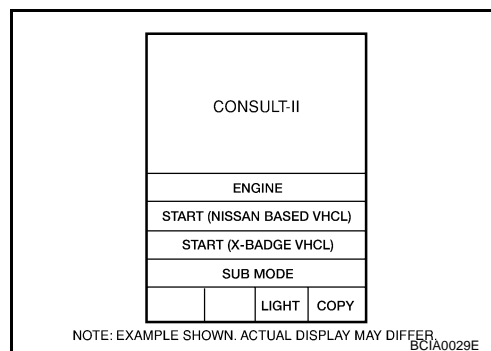 CONSULT-II
ENGINE
START (NISSAN BASED VHCL)
START (X-BADGE VHCL)
SUB MODE
LIGHT COPY
NOTE: EXAMPLE SHOWN. ACTUAL DISPLAY MAY DIFFER.
BCIA0029E